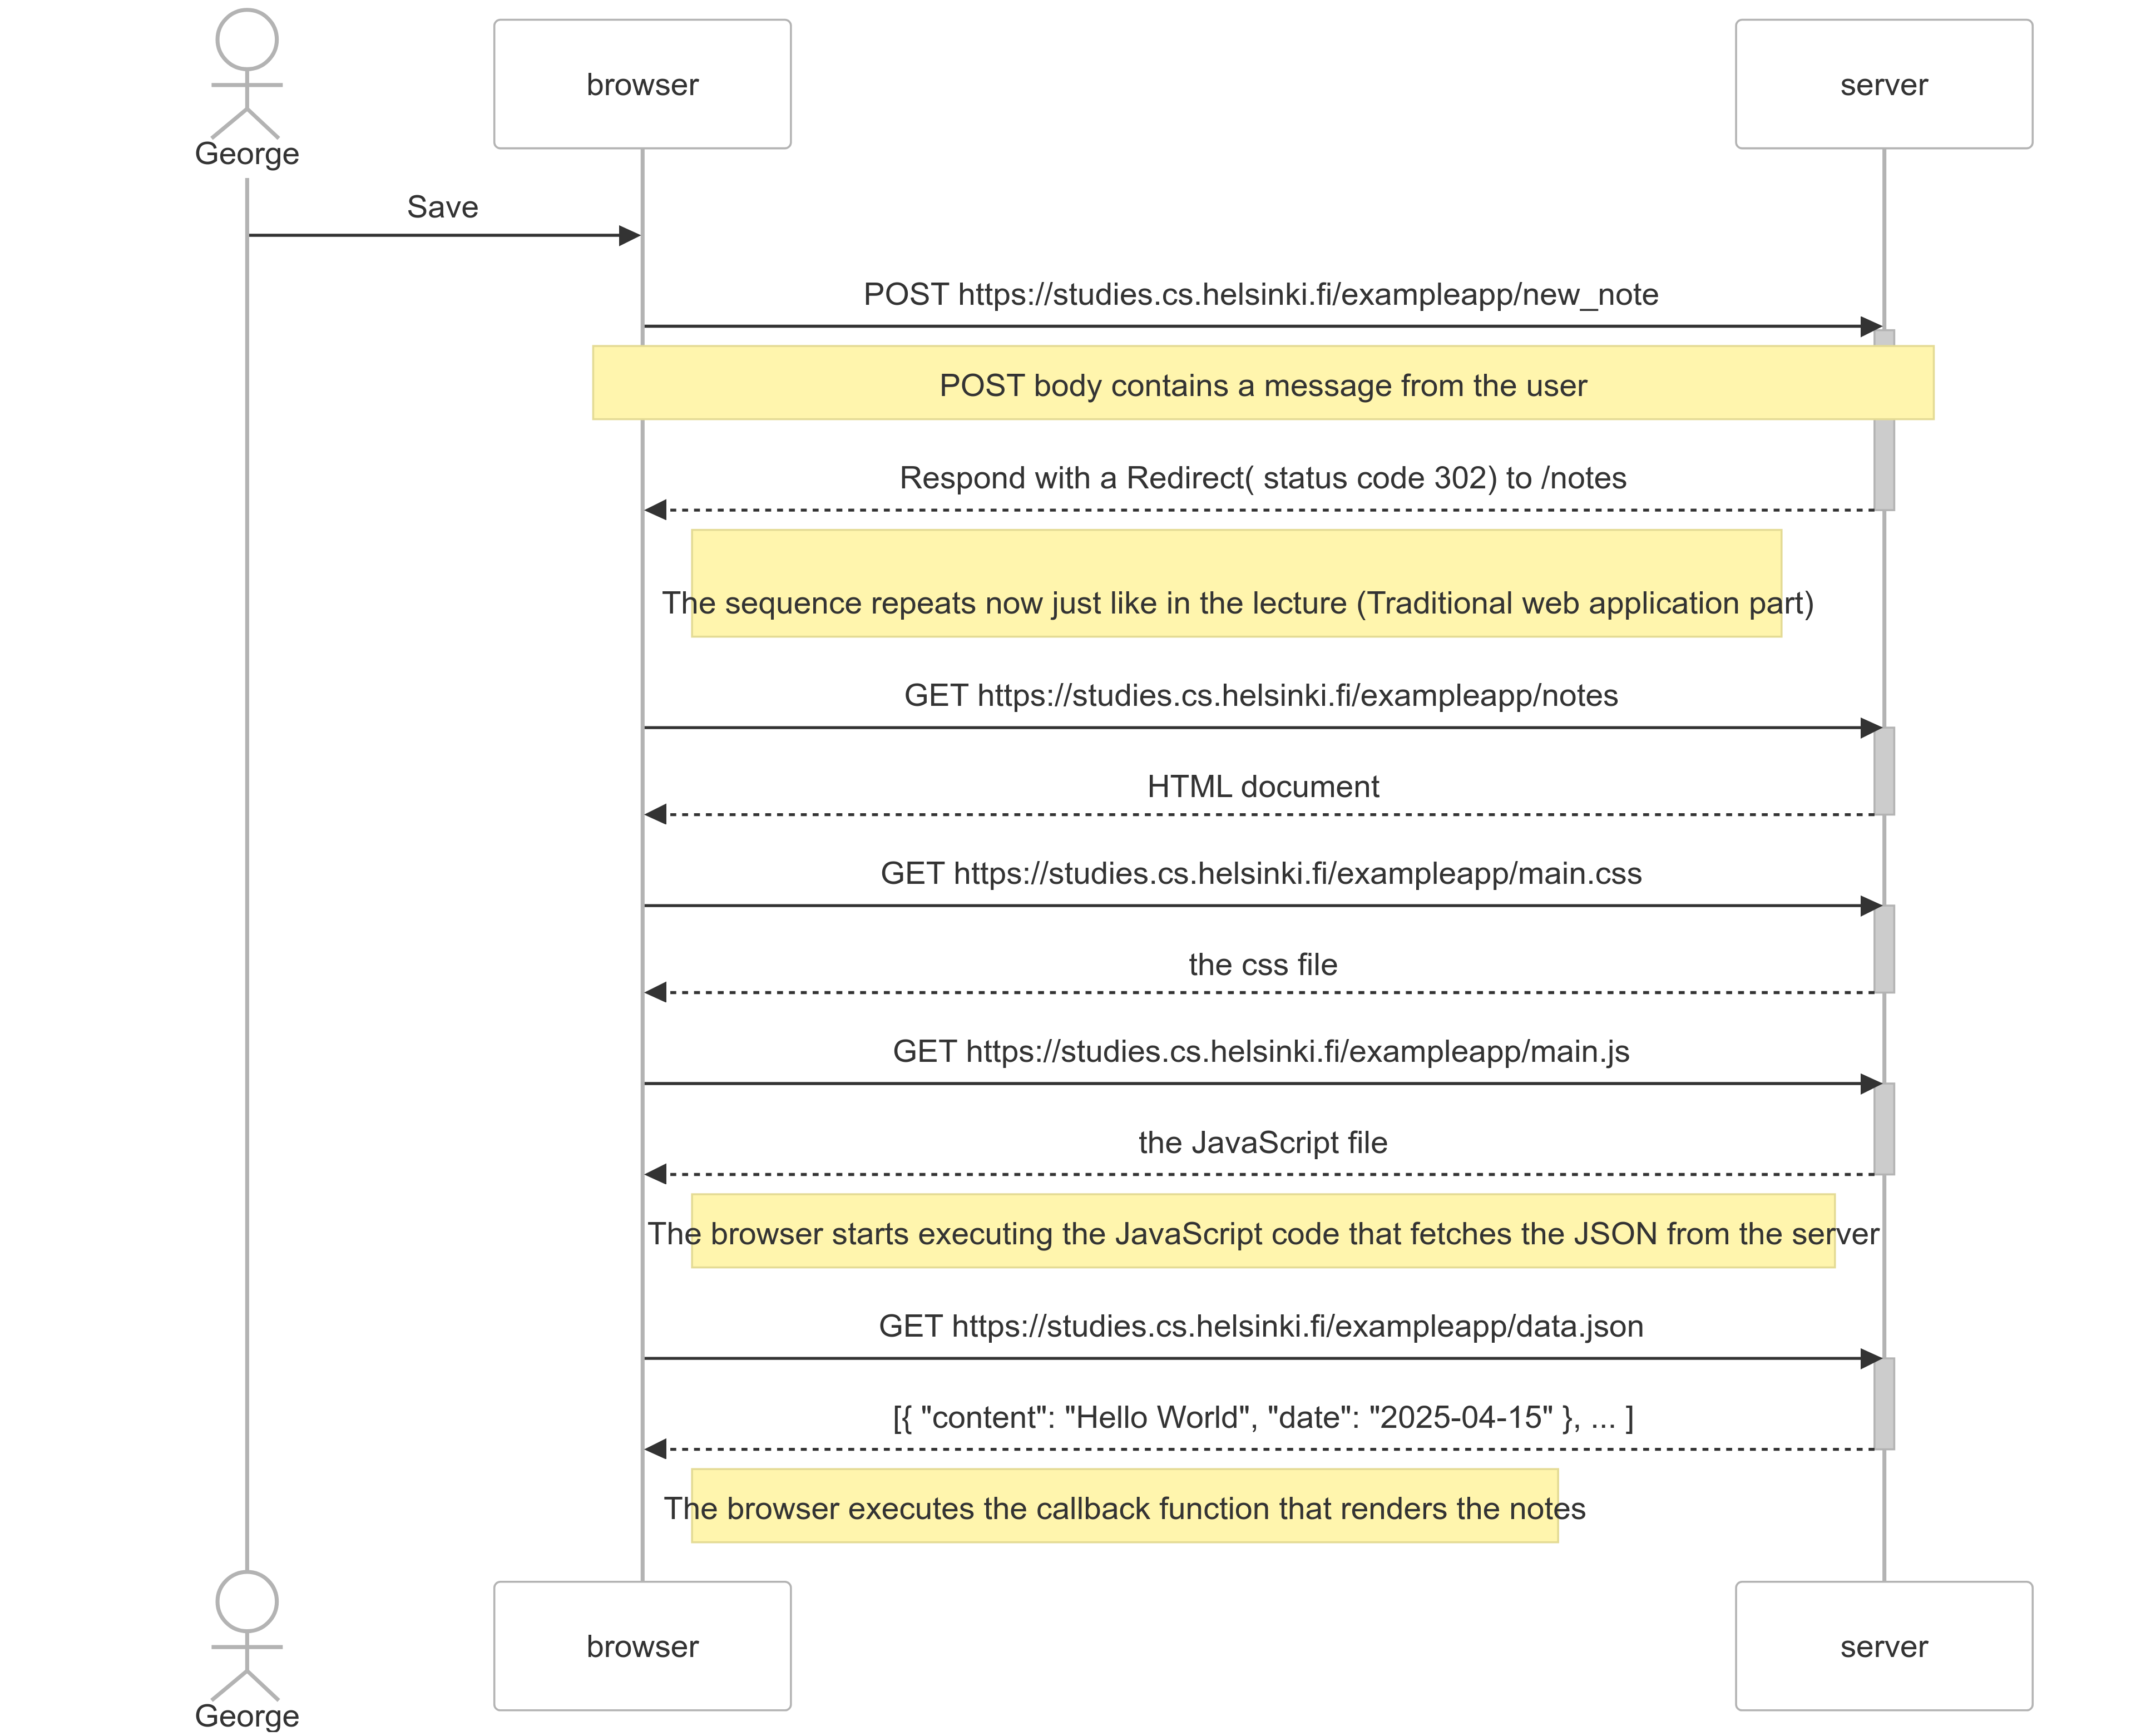 George
browser
server
Save
POST https://studies.cs.helsinki.fi/exampleapp/new_note
POST body contains a message from the user
Respond with a Redirect( status code 302) to /notes
The sequence repeats now just like in the lecture (Traditional web application part)
GET https://studies.cs.helsinki.fi/exampleapp/notes
HTML document
GET https://studies.cs.helsinki.fi/exampleapp/main.css
the css file
GET https://studies.cs.helsinki.fi/exampleapp/main.js
the JavaScript file
The browser starts executing the JavaScript code that fetches the JSON from the server
GET https://studies.cs.helsinki.fi/exampleapp/data.json
[{ "content": "Hello World", "date": "2025-04-15" }, ... ]
The browser executes the callback function that renders the notes
George
browser
server